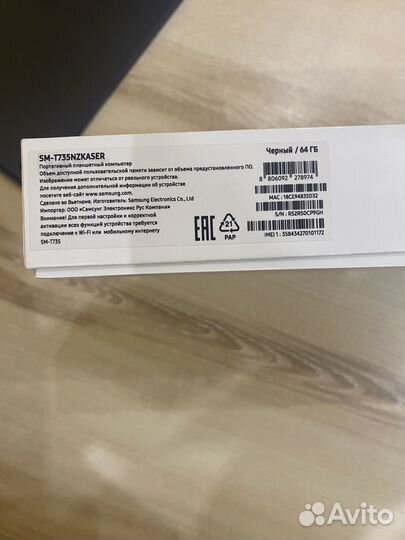 SM-T735NZKASER
Портативный планшетный компьютер
Объем доступной пользовательской памяти зависит от объема предустановленного ПО.
Изображение может отличаться от реального устройства.
Для получения дополнительной информации об устройстве
посетите веб-сайт www.samsung.com
Сделано во Вьетнаме. Изготовитель: Samsung Electronics Co., Ltd
Импортер: ООО «Самсунг Электроникс Рус Компани»
Внимание! Для первой настройки и корректной
активации всех функций устройства требуется
подключение к Wi-Fi или мобильному интернету
SM-T735
EAC
21
PAP
Черный / 64 ГБ
8 806092 278974
MAC : 18CE94835D32
S/N : R52R50CP9GH
IMEI 1 : 358434270101172
Avito